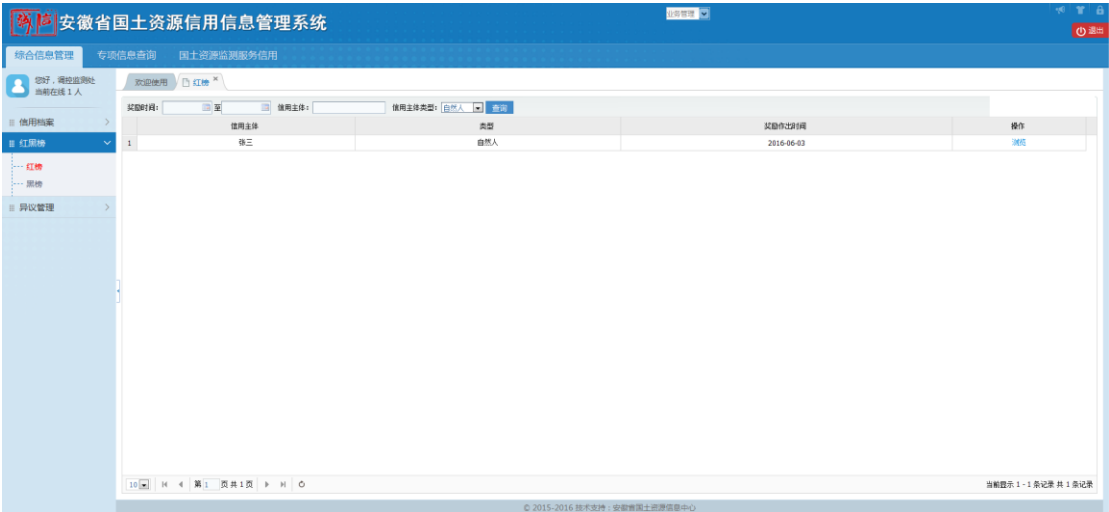 诚信 安徽省国土资源信用信息管理系统 业务管理
退出
综合信息管理 专项信息查询 国土资源监测服务信用
您好，调控监测处
当前在线 1 人
欢迎使用 红榜 ×
奖励时间： 至 信用主体： 信用主体类型： 自然人 查询
信用档案
信用主体 类型 奖励作出时间 操作
红黑榜
1 张三 自然人 2016-06-03 浏览
红榜
黑榜
异议管理
10 第 1 页共1页 当前显示 1 - 1 条记录 共 1 条记录
© 2015-2016 技术支持：安徽省国土资源信息中心